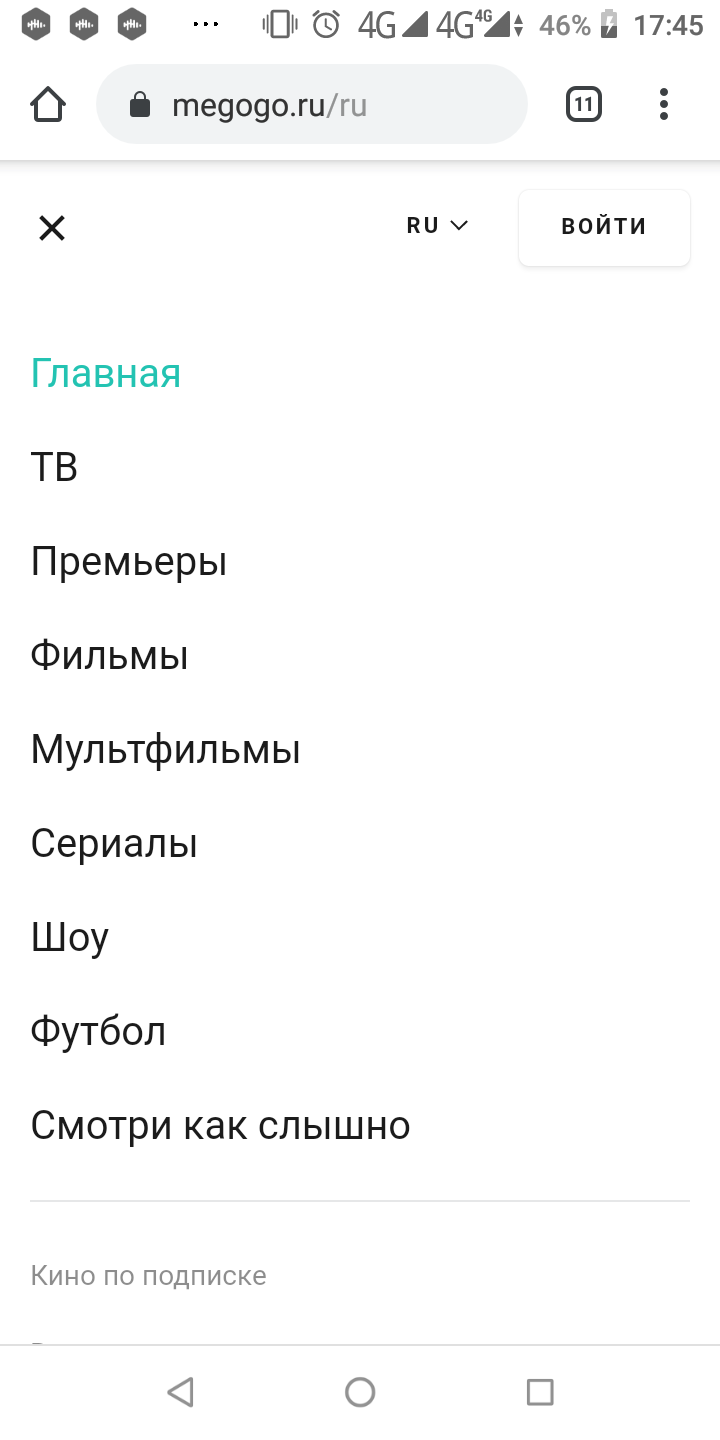 4G 4G 4G 46% 17:45
megogo.ru/ru 11
RU ВОЙТИ
Главная
ТВ
Премьеры
Фильмы
Мультфильмы
Сериалы
Шоу
Футбол
Смотри как слышно
Кино по подписке